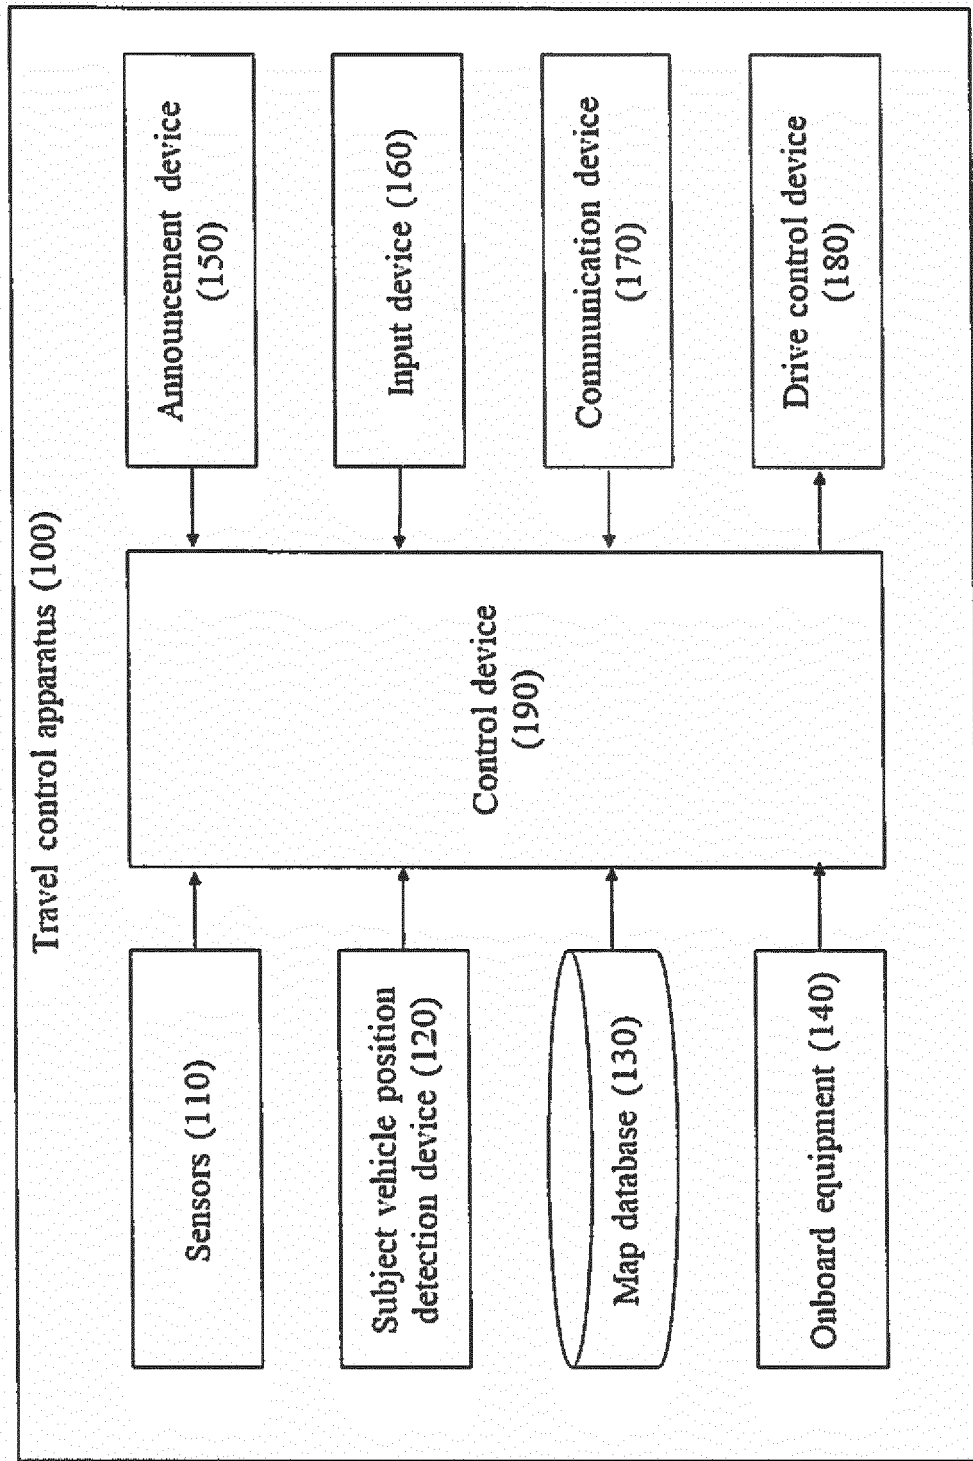 Travel control apparatus (100)
Sensors (110)
Subject vehicle position
detection device (120)
Map database (130)
Onboard equipment (140)
Control device
(190)
Announcement device
(150)
Input device (160)
Communication device
(170)
Drive control device
(180)